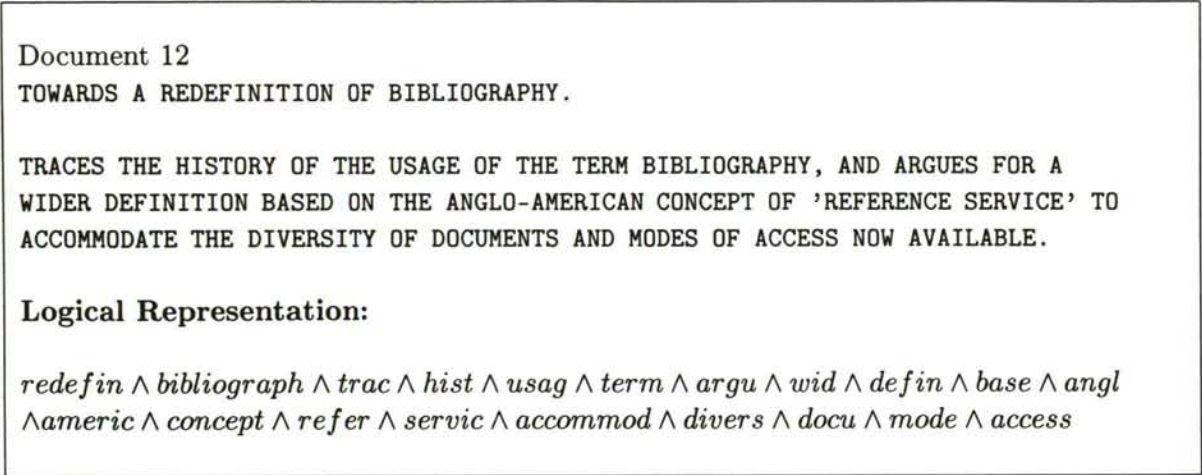 Document 12
TOWARDS A REDEFINITION OF BIBLIOGRAPHY.
TRACES THE HISTORY OF THE USAGE OF THE TERM BIBLIOGRAPHY, AND ARGUES FOR A
WIDER DEFINITION BASED ON THE ANGLO-AMERICAN CONCEPT OF 'REFERENCE SERVICE' TO
ACCOMMODATE THE DIVERSITY OF DOCUMENTS AND MODES OF ACCESS NOW AVAILABLE.
Logical Representation:
redefin ∧ bibliograph ∧ trac ∧ hist ∧ usag ∧ term ∧ argu ∧ wid ∧ defin ∧ base ∧ angl
∧americ ∧ concept ∧ refer ∧ servic ∧ accommod ∧ divers ∧ docu ∧ mode ∧ access